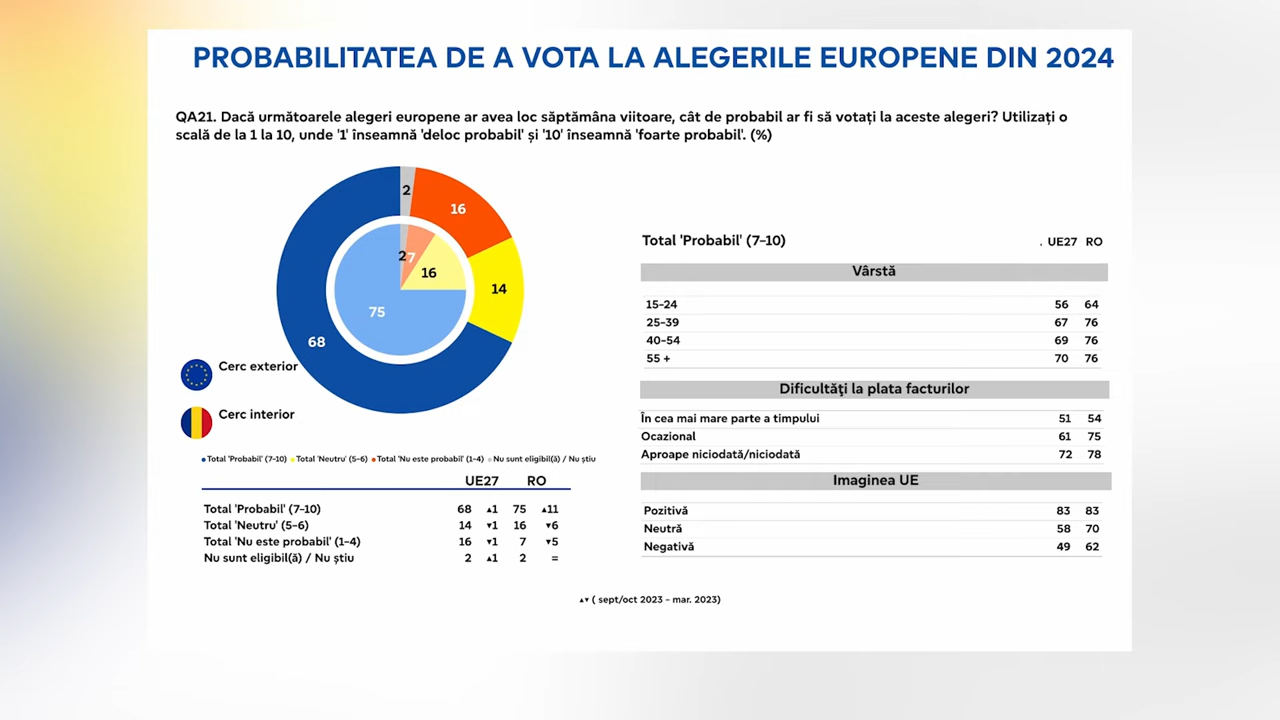 PROBABILITATEA DE A VOTA LA ALEGERILE EUROPENE DIN 2024
QA21. Dacă următoarele alegeri europene ar avea loc săptămâna viitoare, cât de probabil ar fi să votați la aceste alegeri? Utilizați o
scală de la 1 la 10, unde '1' înseamnă 'deloc probabil' și '10' înseamnă 'foarte probabil'. (%)
2
16
14
68
2
7
16
75
Cerc exterior
Cerc interior
Total 'Probabil' (7-10) Total 'Neutru' (5-6) Total 'Nu este probabil' (1-4) Nu sunt eligibil(ă) / Nu știu
UE27 RO
Total 'Probabil' (7-10) 68 ▲1 75 ▲11
Total 'Neutru' (5-6) 14 ▼1 16 ▼6
Total 'Nu este probabil' (1-4) 16 ▼1 7 ▼5
Nu sunt eligibil(ă) / Nu știu 2 ▲1 2 =
Total 'Probabil' (7-10) . UE27 RO
Vârstă
15-24 56 64
25-39 67 76
40-54 69 76
55 + 70 76
Dificultăți la plata facturilor
În cea mai mare parte a timpului 51 54
Ocazional 61 75
Aproape niciodată/niciodată 72 78
Imaginea UE
Pozitivă 83 83
Neutră 58 70
Negativă 49 62
▲▼ ( sept/oct 2023 - mar. 2023)